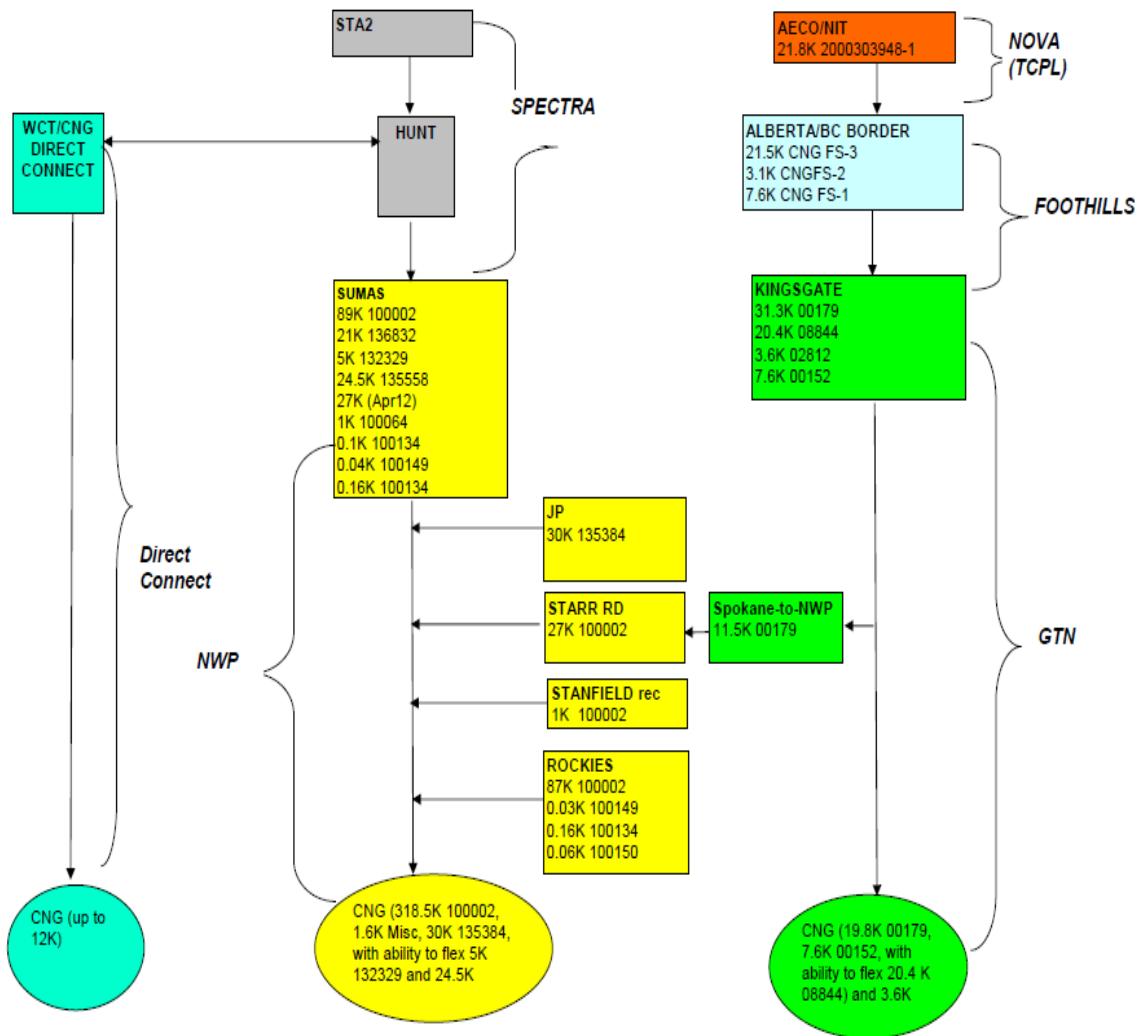 STA2
AECO/NIT
21.8K 2000303948-1
NOVA
(TCPL)
SPECTRA
WCT/CNG
DIRECT
CONNECT
HUNT
ALBERTA/BC BORDER
21.5K CNG FS-3
3.1K CNGFS-2
7.6K CNG FS-1
FOOTHILLS
SUMAS
89K 100002
21K 136832
5K 132329
24.5K 135558
27K (Apr12)
1K 100064
0.1K 100134
0.04K 100149
0.16K 100134
KINGSGATE
31.3K 00179
20.4K 08844
3.6K 02812
7.6K 00152
JP
30K 135384
Direct
Connect
STARR RD
27K 100002
Spokane-to-NWP
11.5K 00179
GTN
NWP
STANFIELD rec
1K 100002
ROCKIES
87K 100002
0.03K 100149
0.16K 100134
0.06K 100150
CNG (up to
12K)
CNG (318.5K 100002,
1.6K Misc, 30K 135384,
with ability to flex 5K
132329 and 24.5K
CNG (19.8K 00179,
7.6K 00152, with
ability to flex 20.4 K
08844) and 3.6K